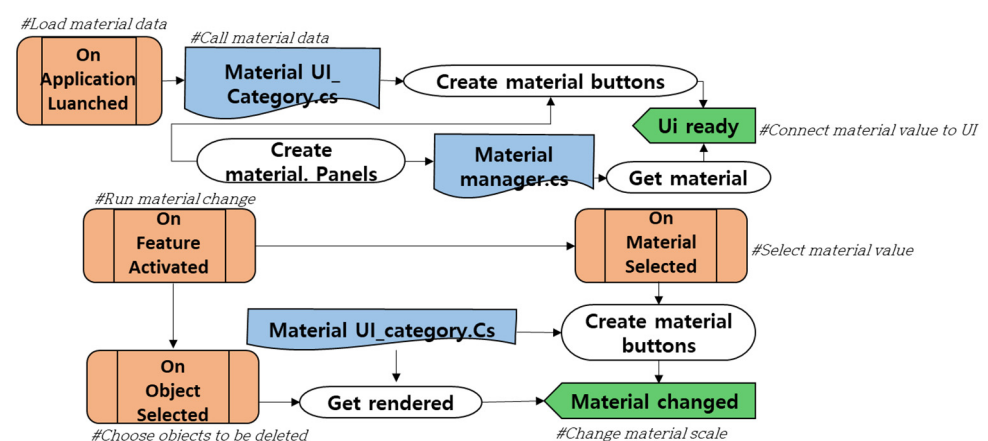 #Load material data
On
Application
Luanched
#Call material data
Material UI_
Category.cs
Create material buttons
Ui ready
#Connect material value to UI
Create
material. Panels
Material
manager.cs
Get material
#Run material change
On
Feature
Activated
On
Material
Selected
#Select material value
Material UI_category.Cs
Create material
buttons
On
Object
Selected
Get rendered
Material changed
#Choose objects to be deleted
#Change material scale